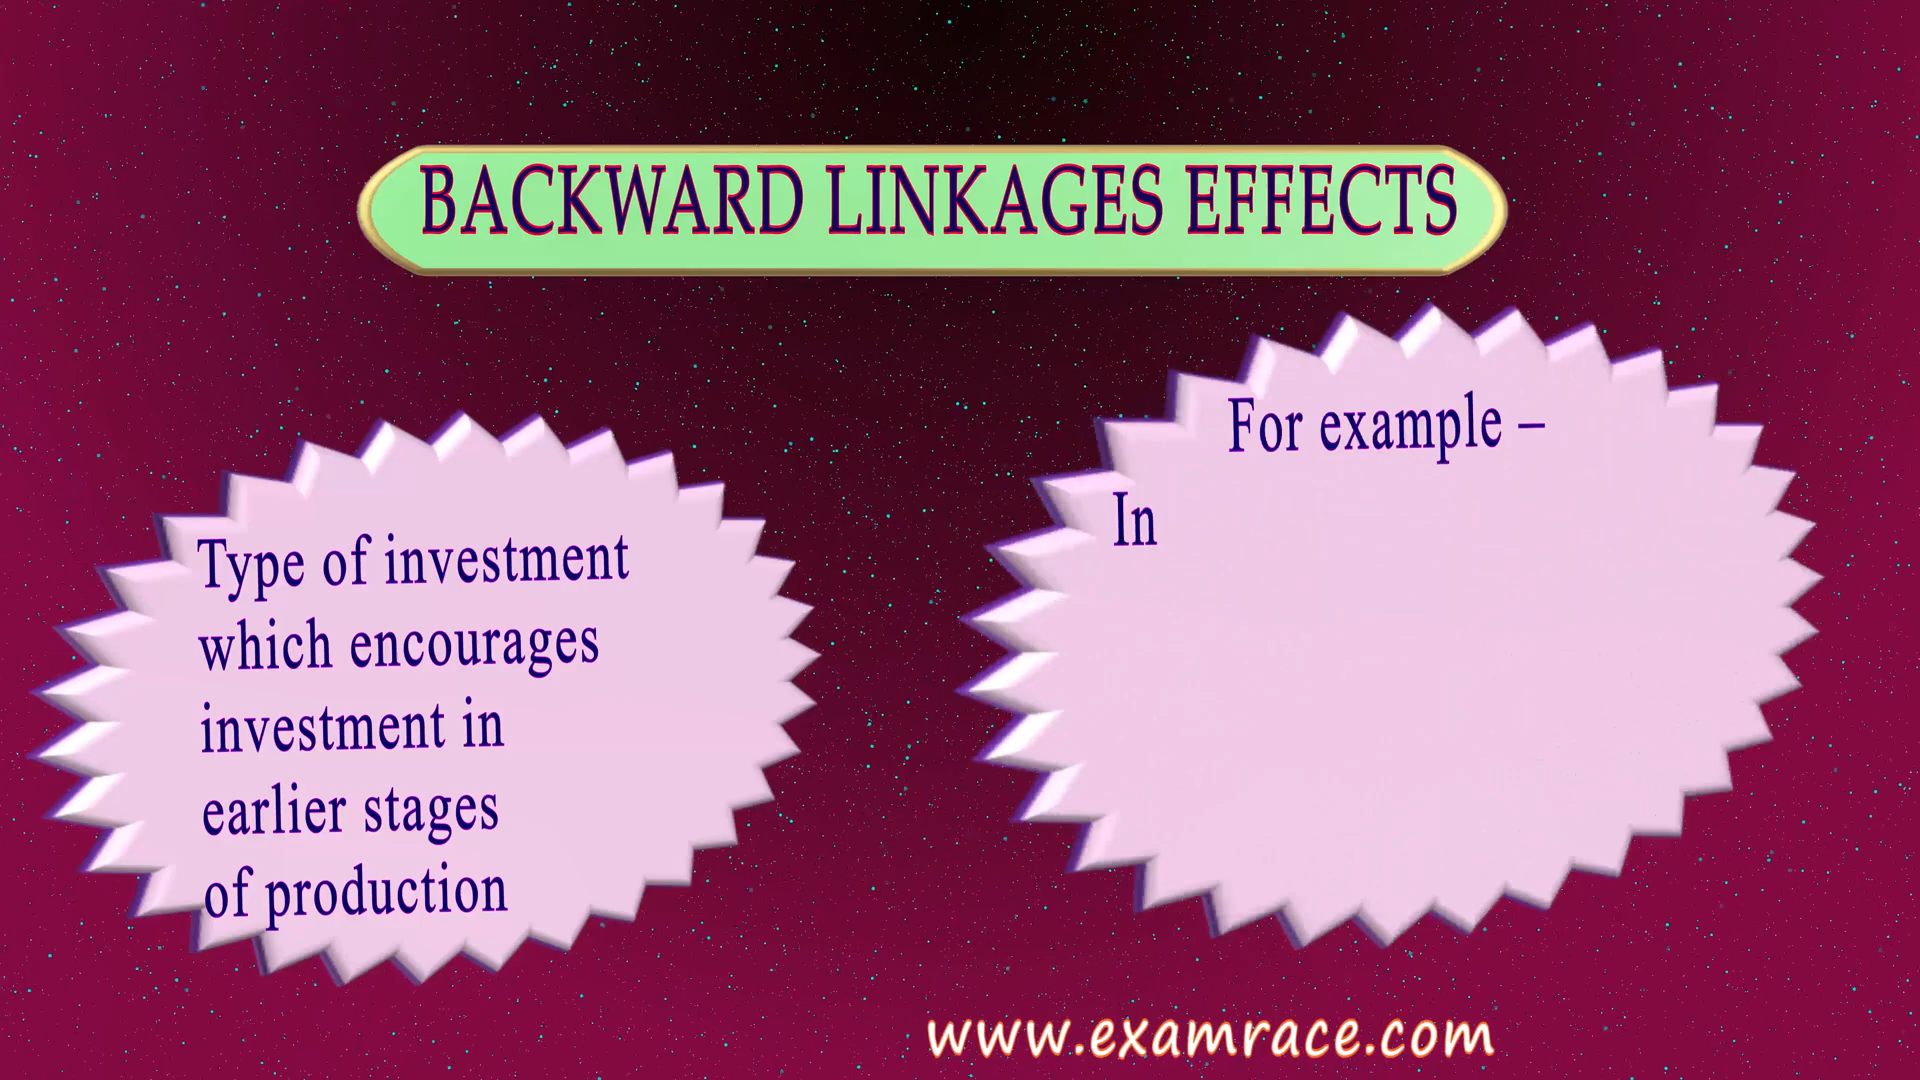 BACKWARD LINKAGES EFFECTS
Type of investment
which encourages
investment in
earlier stages
of production
For example –
In
www.examrace.com